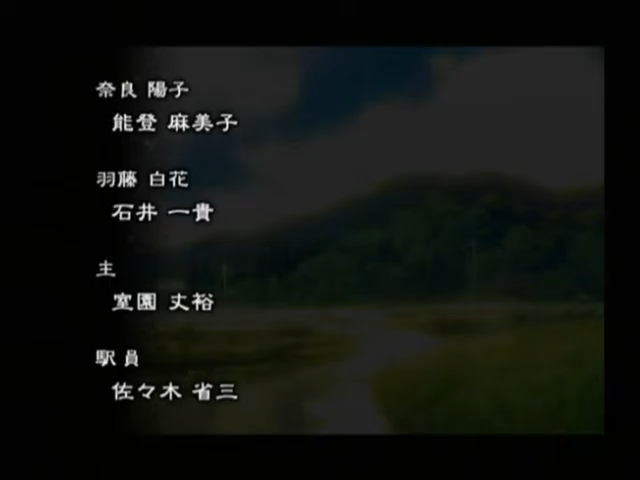 奈良 陽子
能登 麻美子
羽藤 白花
石井 一貴
主
室園 丈裕
駅員
佐々木 省三